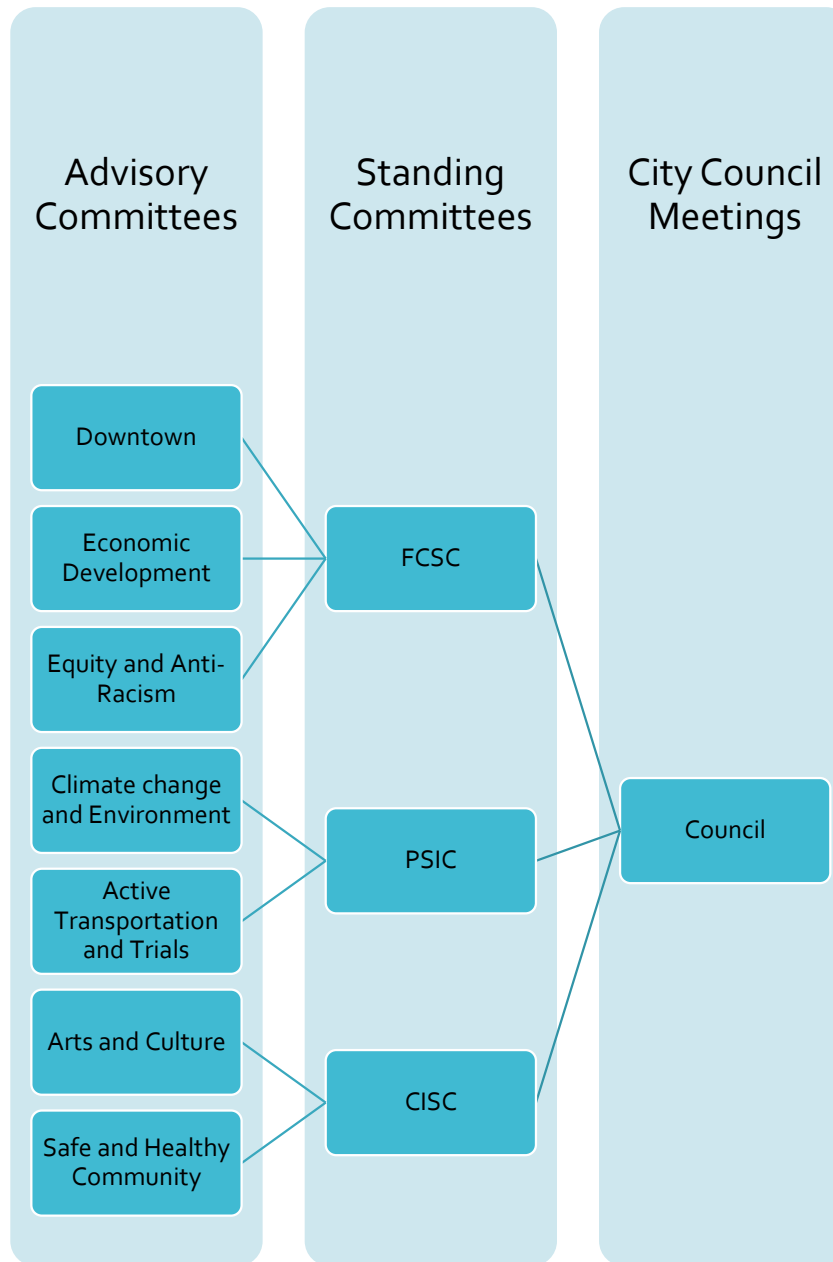 Advisory
Committees
Standing
Committees
City Council
Meetings
Downtown
Economic
Development
Equity and Anti-
Racism
Climate change
and Environment
Active
Transportation
and Trials
Arts and Culture
Safe and Healthy
Community
FCSC
PSIC
CISC
Council